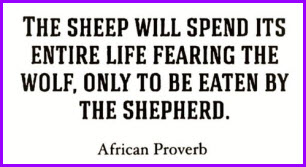 THE SHEEP WILL SPEND ITS
ENTIRE LIFE FEARING THE
WOLF, ONLY TO BE EATEN BY
THE SHEPHERD.
African Proverb